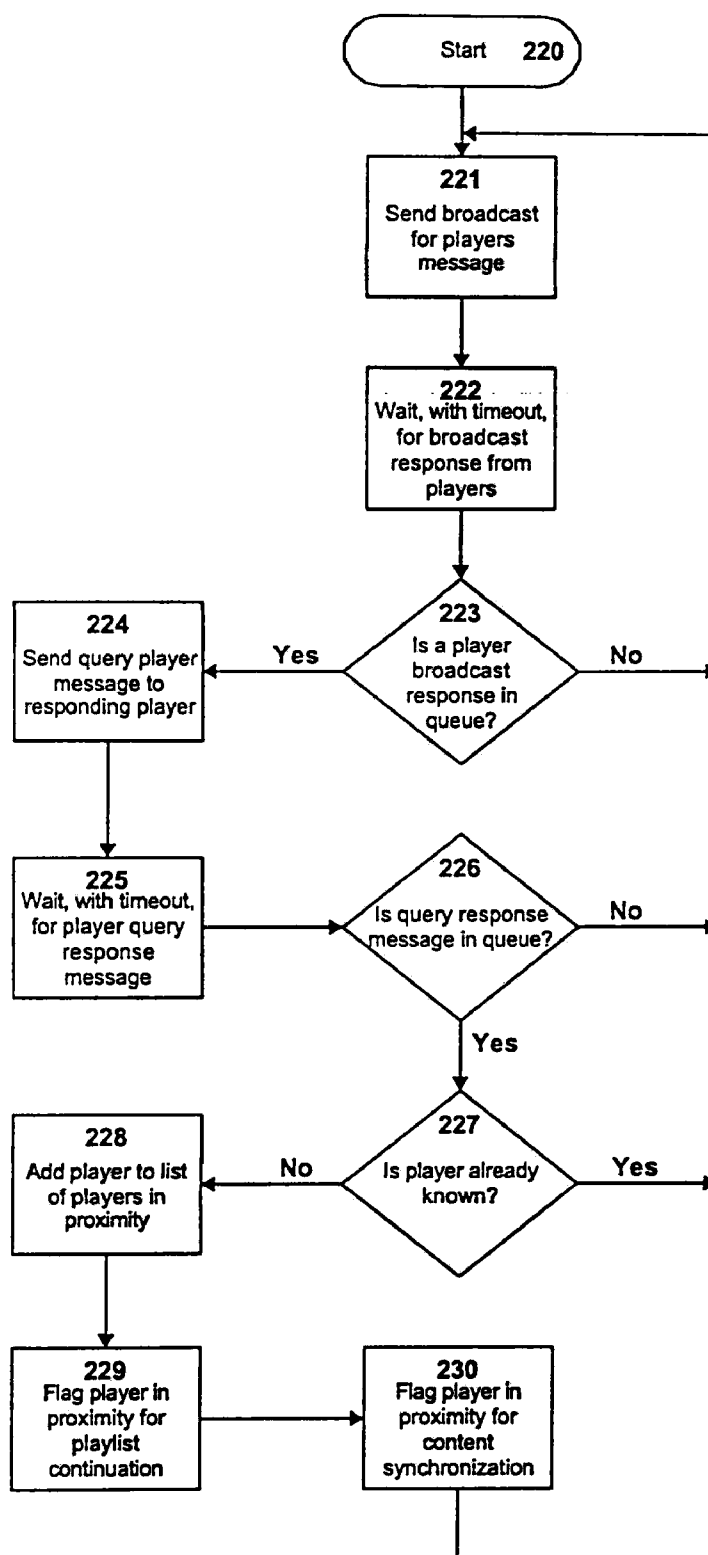 Start 220
221
Send broadcast
for players
message
222
Wait, with timeout,
for broadcast
response from
players
223
Is a player
broadcast
response in
queue?
Yes
No
224
Send query player
message to
responding player
225
Wait, with timeout,
for player query
response
message
226
Is query response
message in queue?
No
Yes
227
Is player already
known?
No
Yes
228
Add player to list
of players in
proximity
229
Flag player in
proximity for
playlist
continuation
230
Flag player in
proximity for
content
synchronization